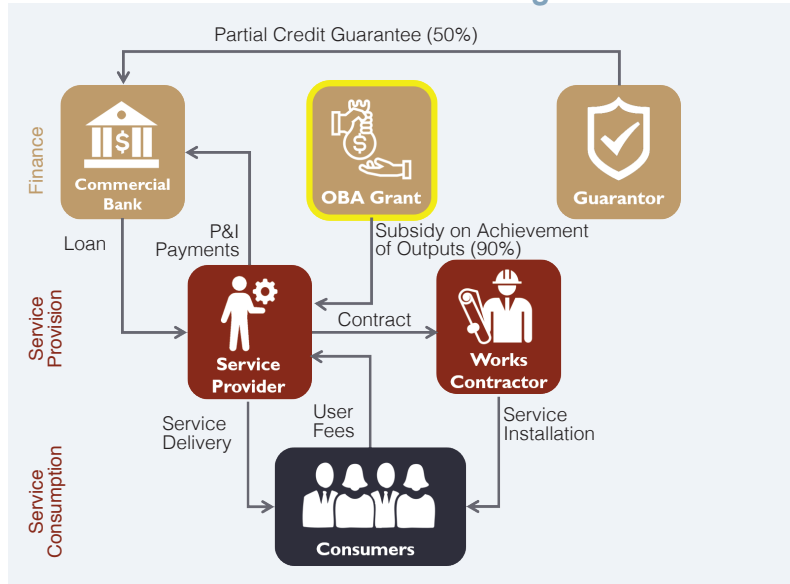 Partial Credit Guarantee (50%)
Finance
$
Commercial
Bank
$
OBA Grant
Guarantor
Loan
P&I
Payments
Subsidy on Achievement
of Outputs (90%)
Service
Provision
Service
Provider
Contract
Works
Contractor
Service
Delivery
User
Fees
Service
Installation
Service
Consumption
Consumers